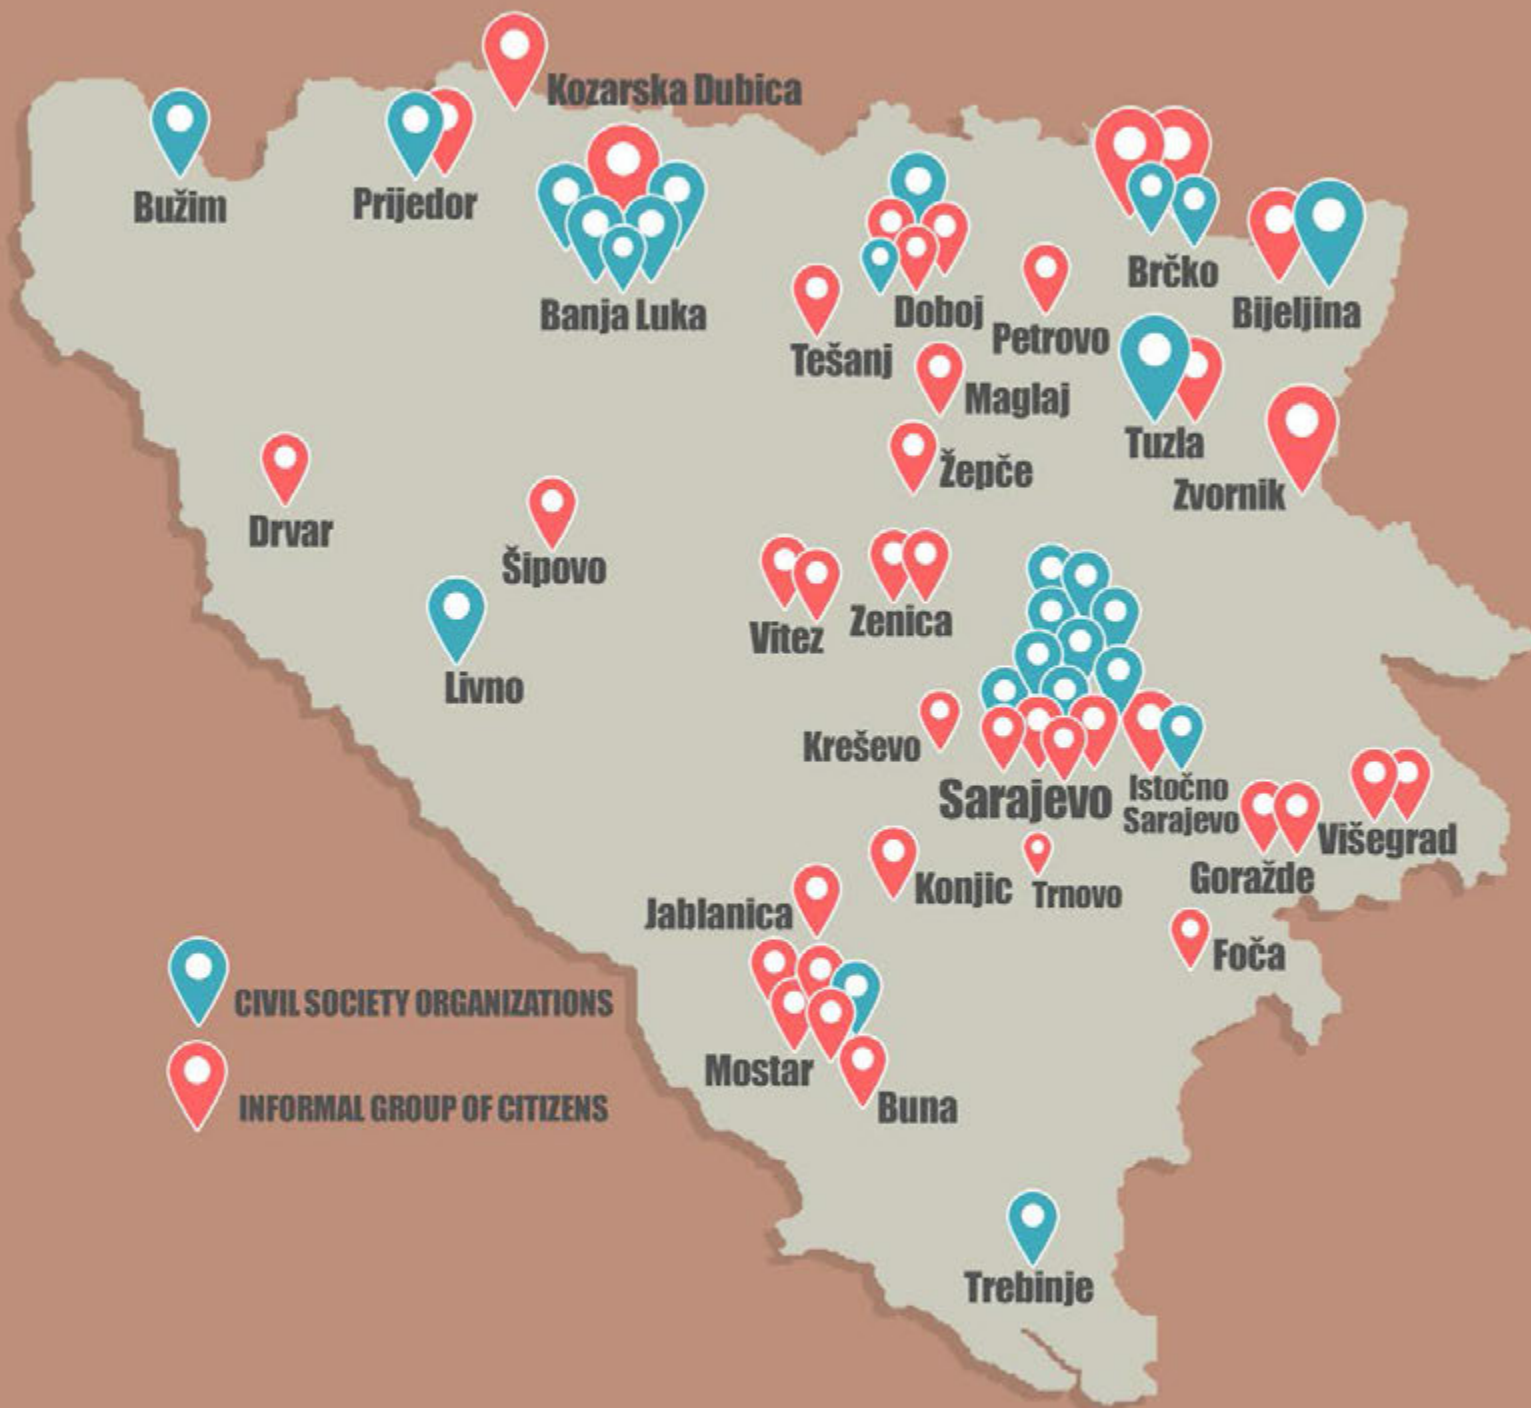 Kozarska Dubica
Bužim
Prijedor
Banja Luka
Doboj
Brčko
Bijeljina
Tešanj
Petrovo
Maglaj
Tuzla
Žepče
Zvornik
Drvar
Šipovo
Vitez
Zenica
Livno
Kreševo
Sarajevo
Istočno
Sarajevo
Goražde
Višegrad
Konjic
Trnovo
Jablanica
Foča
CIVIL SOCIETY ORGANIZATIONS
Mostar
INFORMAL GROUP OF CITIZENS
Buna
Trebinje